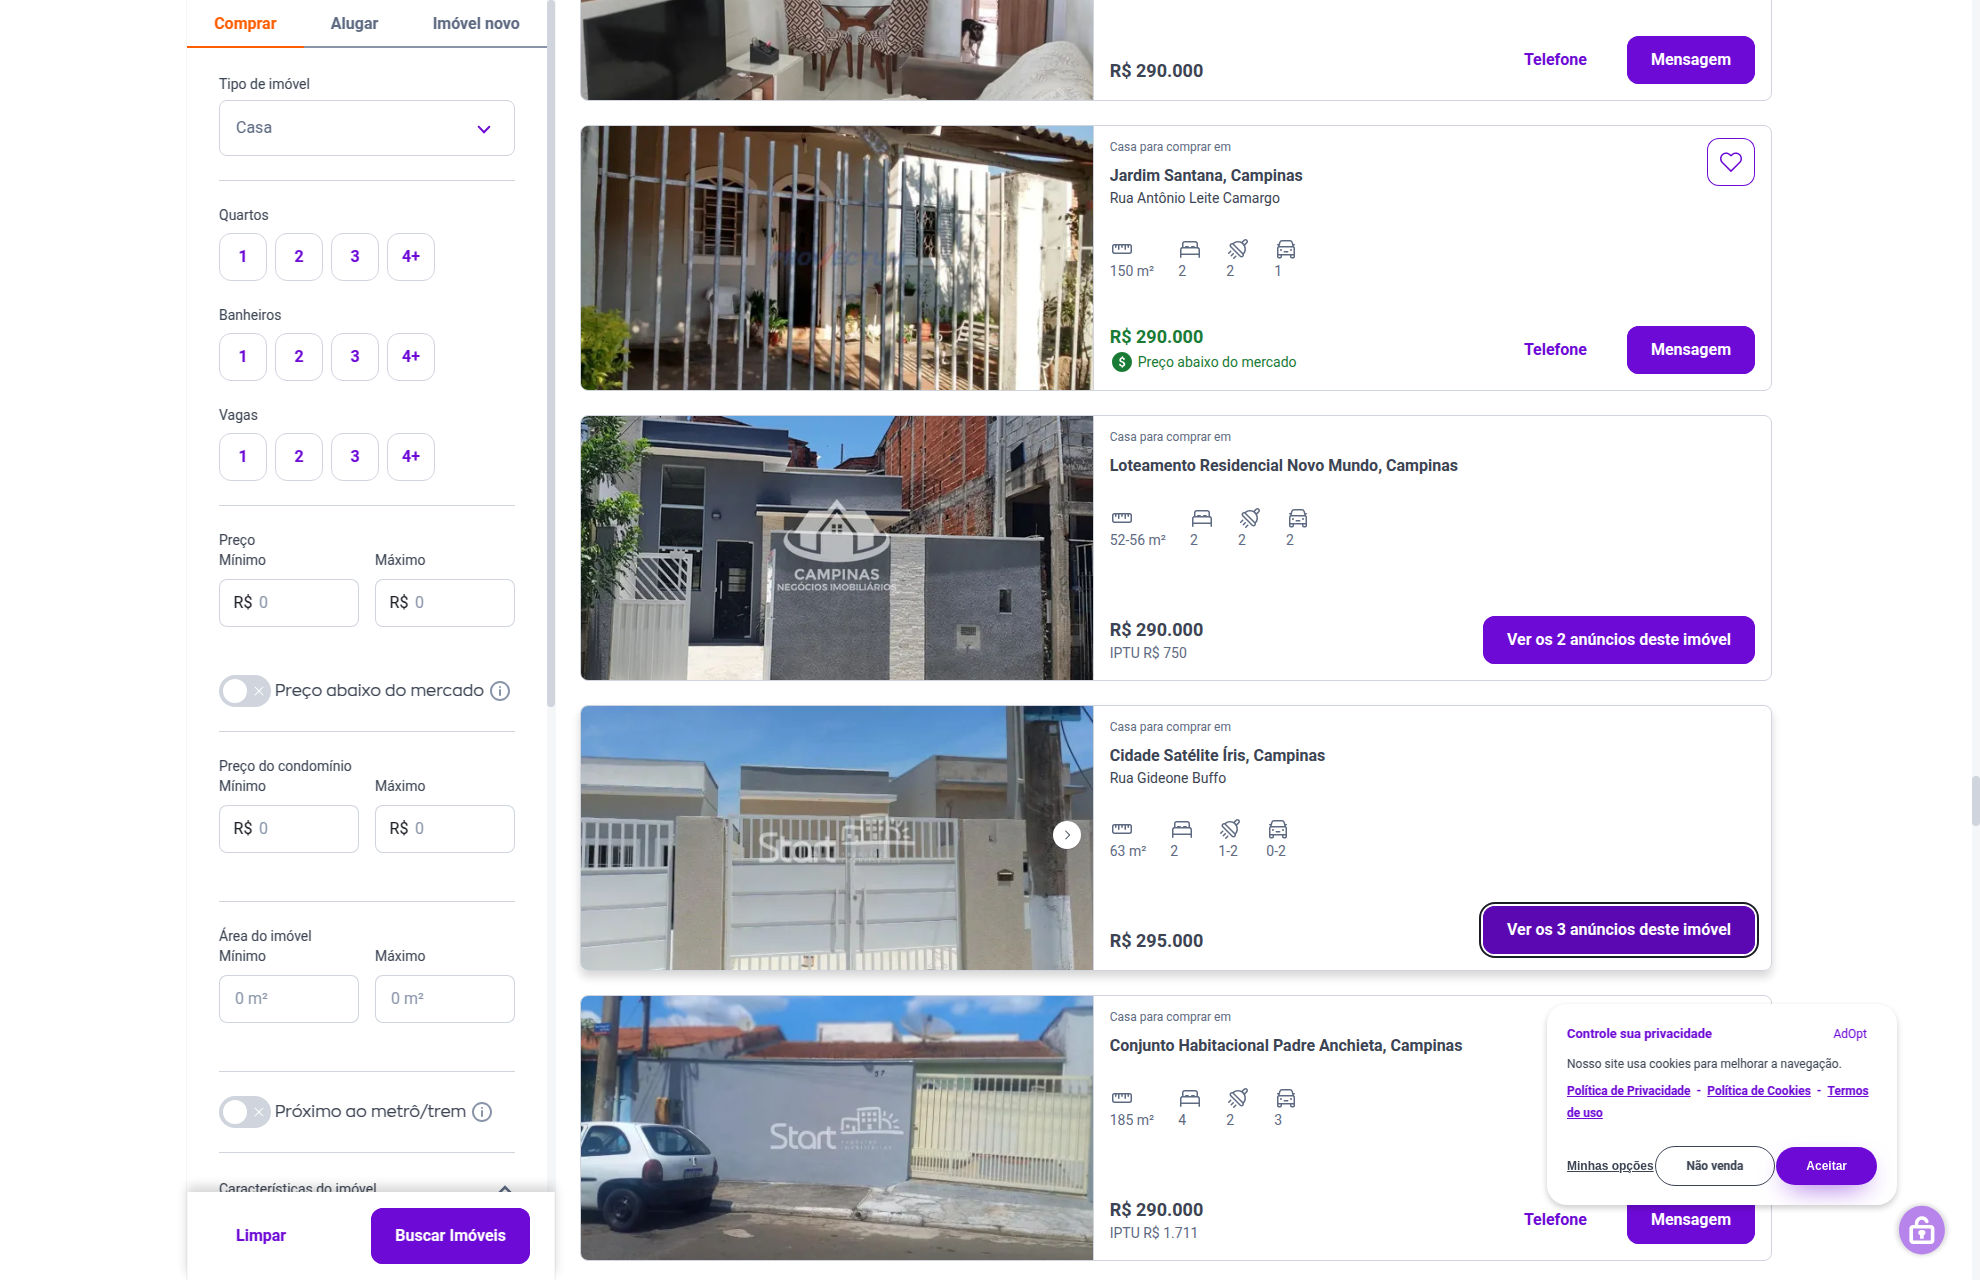 Comprar
Alugar
Imóvel novo
Tipo de imóvel
Casa
Quartos
1
2
3
4+
Banheiros
1
2
3
4+
Vagas
1
2
3
4+
Preço
Mínimo
Máximo
R$ 0
R$ 0
Preço abaixo do mercado
Preço do condomínio
Mínimo
Máximo
R$ 0
R$ 0
Área do imóvel
Mínimo
Máximo
0 m²
0 m²
Próximo ao metrô/trem
Características do imóvel
Limpar
Buscar Imóveis
R$ 290.000
Telefone
Mensagem
Casa para comprar em
Jardim Santana, Campinas
Rua Antônio Leite Camargo
150 m²
2
2
1
R$ 290.000
Preço abaixo do mercado
Telefone
Mensagem
CAMPINAS
NEGÓCIOS IMOBILIÁRIOS
Casa para comprar em
Loteamento Residencial Novo Mundo, Campinas
52-56 m²
2
2
2
R$ 290.000
IPTU R$ 750
Ver os 2 anúncios deste imóvel
Start
Casa para comprar em
Cidade Satélite Íris, Campinas
Rua Gideone Buffo
63 m²
2
1-2
0-2
R$ 295.000
Ver os 3 anúncios deste imóvel
Start
Casa para comprar em
Conjunto Habitacional Padre Anchieta, Campinas
185 m²
4
2
3
R$ 290.000
IPTU R$ 1.711
Telefone
Mensagem
Controle sua privacidade
AdOpt
Nosso site usa cookies para melhorar a navegação.
Política de Privacidade - Política de Cookies - Termos
de uso
Minhas opções
Não venda
Aceitar